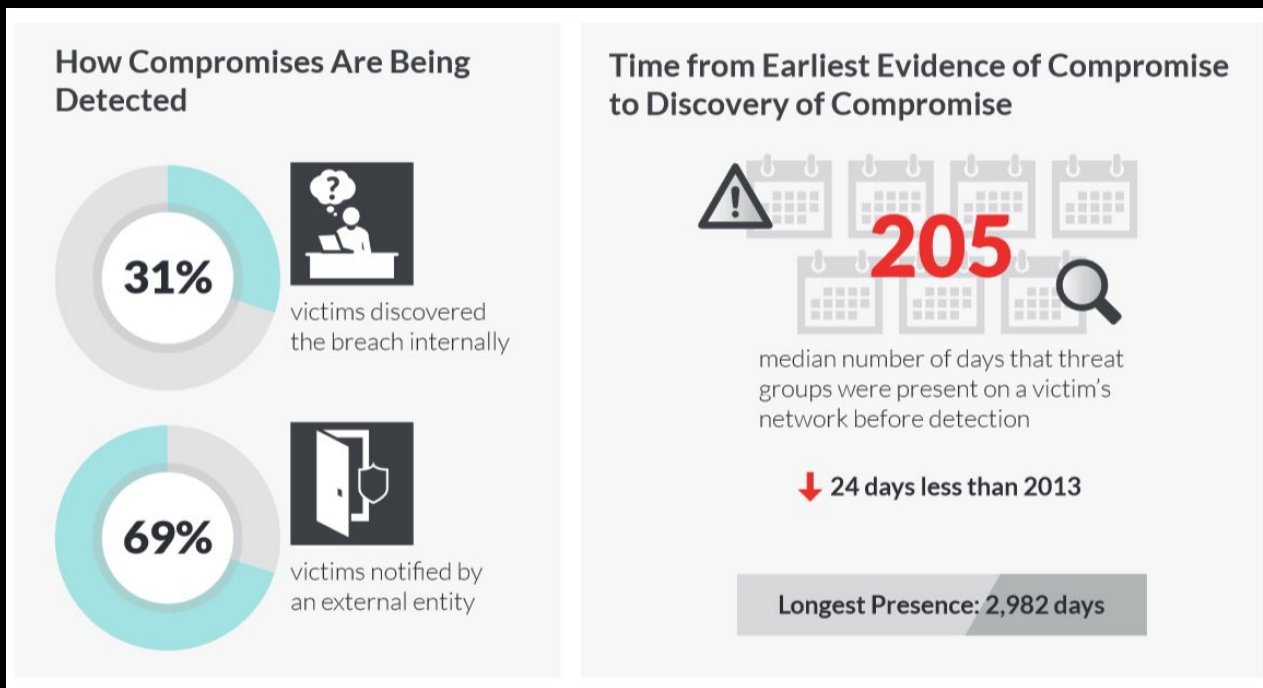 How Compromises Are Being
Detected
31%
?
victims discovered
the breach internally
69%
victims notified by
an external entity
Time from Earliest Evidence of Compromise
to Discovery of Compromise
!
205
median number of days that threat
groups were present on a victim's
network before detection
24 days less than 2013
Longest Presence: 2,982 days